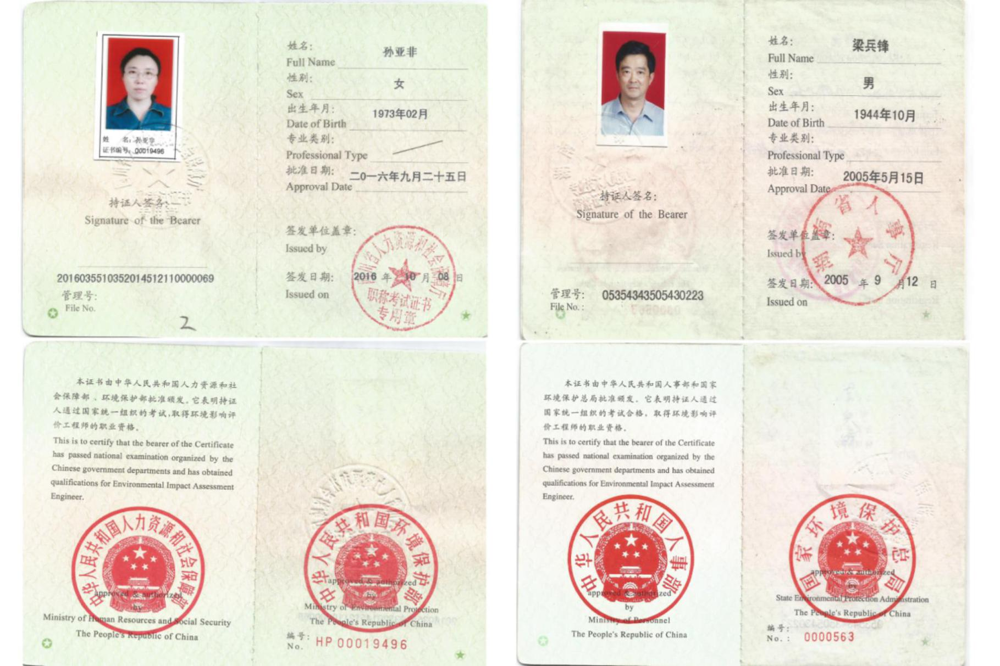 姓 名: 孙亚非
证书编号: 00019496
持证人签名:
Signature of the Bearer
2016035510352014512110000069
管理号:
File No.
2
姓名: 孙亚非
Full Name
性别: 女
Sex
出生年月: 1973年02月
Date of Birth
专业类别:
Professional Type
批准日期: 二0一六年九月二十五日
Approval Date
签发单位盖章:
Issued by
签发日期: 2016 年 10 月 08 日
Issued on
川省人力资源和社会保障厅
职称考试证书
专用章
持证人签名:
Signature of the Bearer
管理号: 05354343505430223
File No. :
姓名: 梁兵锋
Full Name
性别: 男
Sex
出生年月: 1944年10月
Date of Birth
专业类别:
Professional Type
批准日期: 2005年5月15日
Approval Date
签发单位盖章:
Issued by
签发日期: 2005 年 9 月 12 日
Issued on
湖南省人事厅
本证书由中华人民共和国人力资源和社
会保障部、环境保护部批准颁发。它表明持证
人通过国家统一组织的考试,取得环境影响评
价工程师的职业资格。
This is to certify that the bearer of the Certificate
has passed national examination organized by the
Chinese government departments and has obtained
qualifications for Environmental Impact Assessment
Engineer.
中华人民共和国人力资源和社会保障部
approved & authorized
by
Ministry of Human Resources and Social Security
The People's Republic of China
中华人民共和国环境保护部
approved & authorized
by
Ministry of Environmental Protection
The People's Republic of China
编号:
No. HP 00019496
本证书由中华人民共和国人事部和国家
环境保护总局批准颁发。它表明持证人通过
国家统一组织的考试合格,取得环境影响评
价工程师的职业资格。
This is to certify that the bearer of the Certificate
has passed national examination organized by the
Chinese government departments and has obtained
qualifications for Environmental Impact Assessment
Engineer.
中华人民共和国人事部
approved & authorized
by
Ministry of Personnel
The People's Republic of China
国家环境保护总局
approved & authorized
by
State Environmental Protection Administration
The People's Republic of China
编号:
No. : 0000563